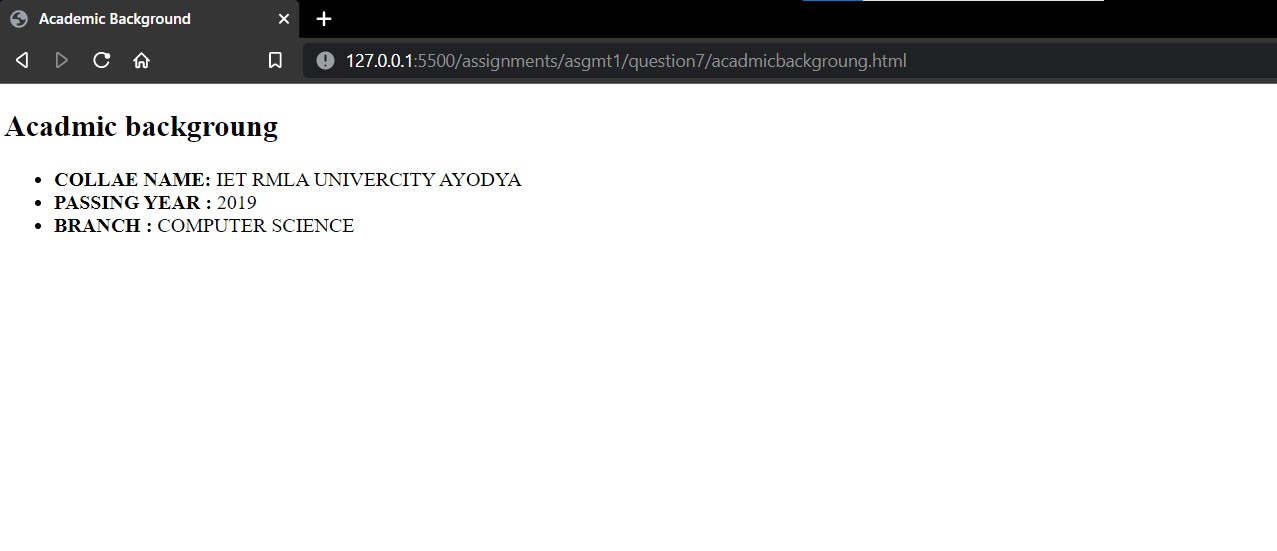 Academic Background
127.0.0.1:5500/assignments/asgmt1/question7/acadmicbackgroung.html
Acadmic backgroung
COLLAE NAME: IET RMLA UNIVERCITY AYODYA
PASSING YEAR : 2019
BRANCH : COMPUTER SCIENCE